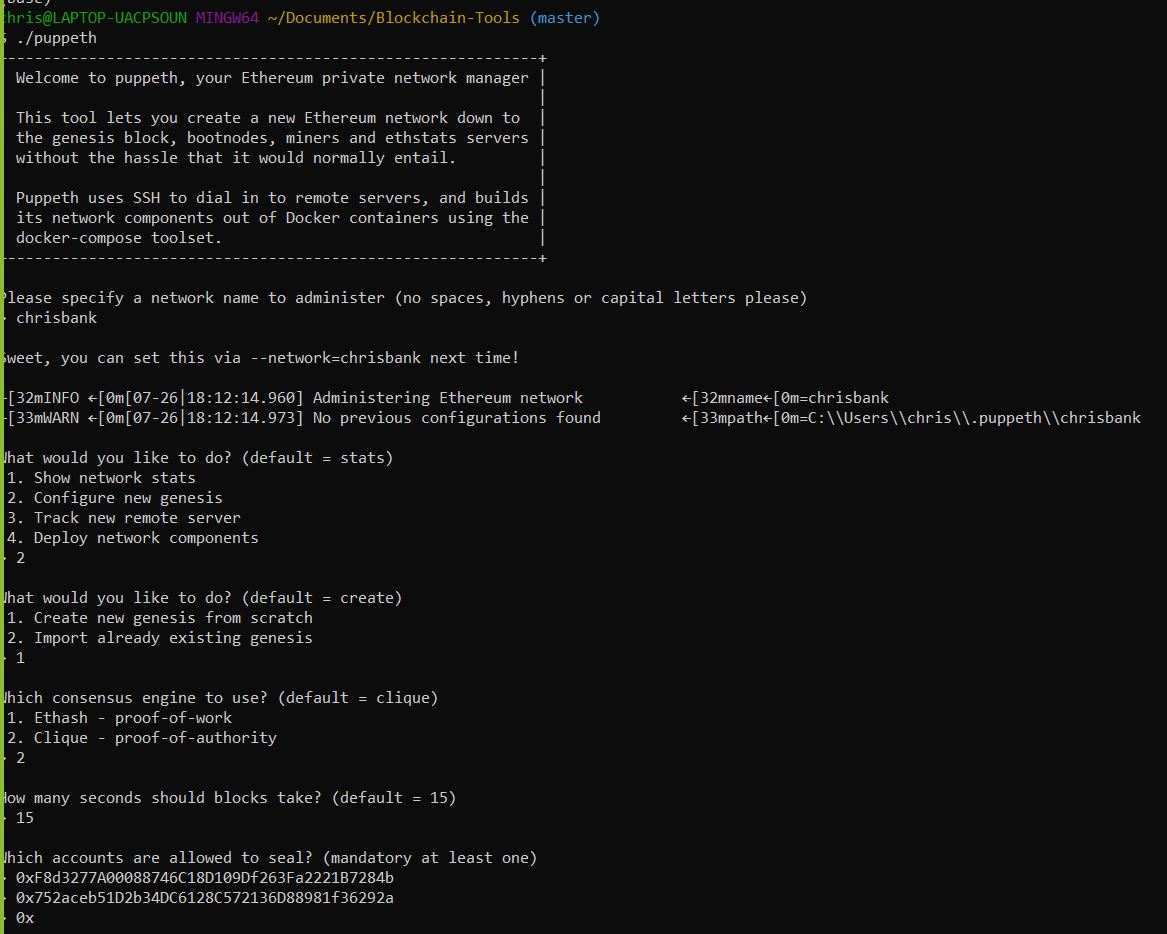 base)
chris@LAPTOP-UACPSOUN MINGW64 ~/Documents/Blockchain-Tools (master)
$ ./puppeth
-----------------------------------------------------------+
Welcome to puppeth, your Ethereum private network manager |
|
This tool lets you create a new Ethereum network down to |
the genesis block, bootnodes, miners and ethstats servers |
without the hassle that it would normally entail. |
|
Puppeth uses SSH to dial in to remote servers, and builds |
its network components out of Docker containers using the |
docker-compose toolset. |
-----------------------------------------------------------+
Please specify a network name to administer (no spaces, hyphens or capital letters please)
> chrisbank
Sweet, you can set this via --network=chrisbank next time!
←[32mINFO ←[0m[07-26|18:12:14.960] Administering Ethereum network ←[32mname←[0m=chrisbank
←[33mWARN ←[0m[07-26|18:12:14.973] No previous configurations found ←[33mpath←[0m=C:\\Users\\chris\\.puppeth\\chrisbank
What would you like to do? (default = stats)
1. Show network stats
2. Configure new genesis
3. Track new remote server
4. Deploy network components
> 2
What would you like to do? (default = create)
1. Create new genesis from scratch
2. Import already existing genesis
> 1
Which consensus engine to use? (default = clique)
1. Ethash - proof-of-work
2. Clique - proof-of-authority
> 2
How many seconds should blocks take? (default = 15)
> 15
Which accounts are allowed to seal? (mandatory at least one)
> 0xF8d3277A00088746C18D109Df263Fa2221B7284b
> 0x752aceb51D2b34DC6128C572136D88981f36292a
> 0x